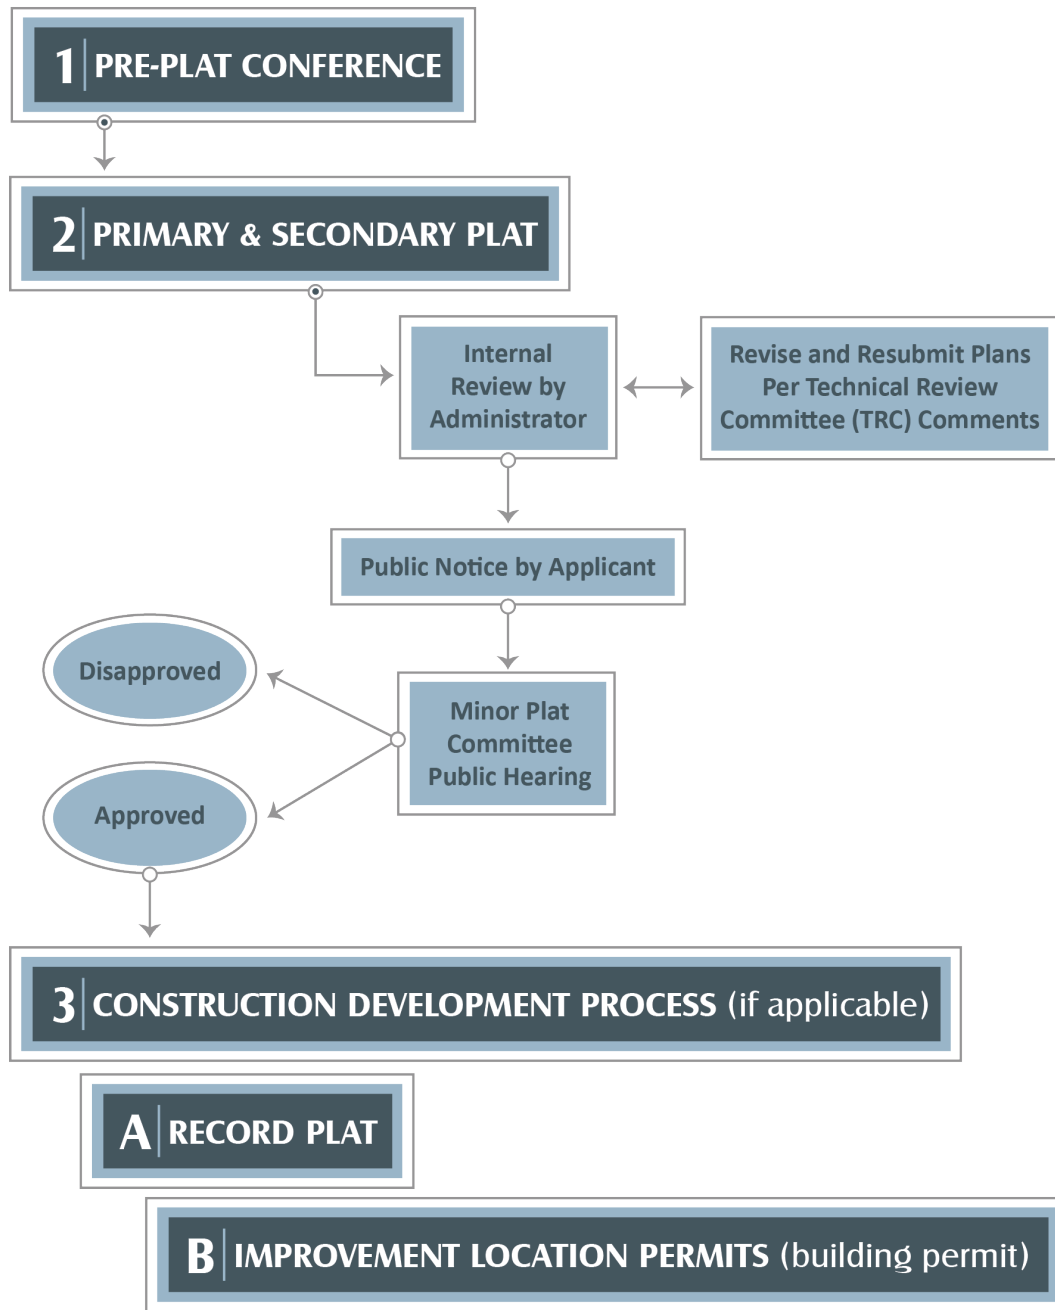 1 PRE-PLAT CONFERENCE
2 PRIMARY & SECONDARY PLAT
Internal
Review by
Administrator
Revise and Resubmit Plans
Per Technical Review
Committee (TRC) Comments
Public Notice by Applicant
Disapproved
Minor Plat
Committee
Public Hearing
Approved
3 CONSTRUCTION DEVELOPMENT PROCESS (if applicable)
A RECORD PLAT
B IMPROVEMENT LOCATION PERMITS (building permit)